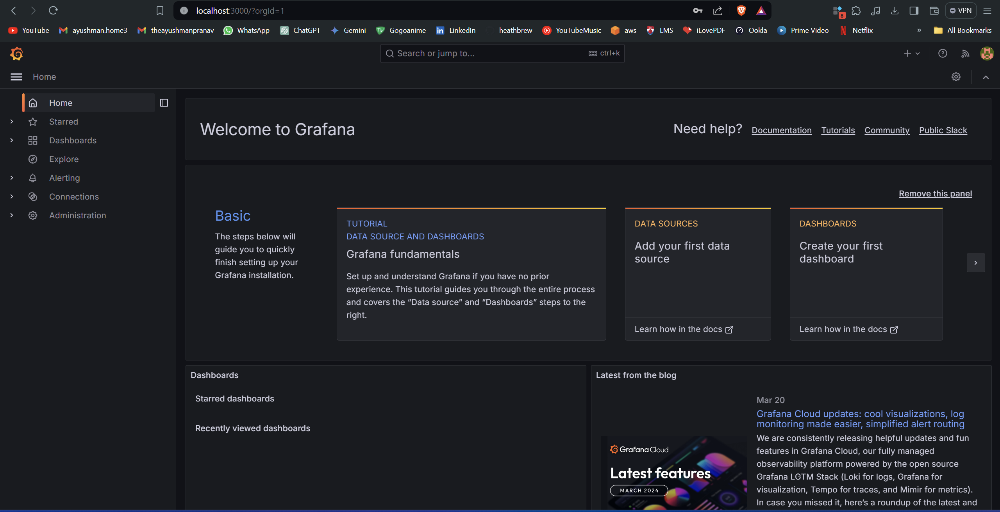 localhost:3000/?orgId=1
8
VPN
YouTube
ayushman.home3
theayushmanpranav
WhatsApp
ChatGPT
Gemini
Gogoanime
LinkedIn
heathbrew
YouTubeMusic
aws
LMS
iLovePDF
Ookla
Prime Video
Netflix
»
All Bookmarks
Search or jump to...
ctrl+k
Home
Home
Starred
Dashboards
Explore
Alerting
Connections
Administration
Welcome to Grafana
Need help?
Documentation
Tutorials
Community
Public Slack
Remove this panel
Basic
The steps below will
guide you to quickly
finish setting up your
Grafana installation.
TUTORIAL
DATA SOURCE AND DASHBOARDS
Grafana fundamentals
Set up and understand Grafana if you have no prior
experience. This tutorial guides you through the entire process
and covers the “Data source” and “Dashboards” steps to the
right.
DATA SOURCES
Add your first data
source
Learn how in the docs
DASHBOARDS
Create your first
dashboard
Learn how in the docs
Dashboards
Starred dashboards
Recently viewed dashboards
Latest from the blog
Grafana Cloud
Latest features
MARCH 2024
Mar 20
Grafana Cloud updates: cool visualizations, log
monitoring made easier, simplified alert routing
We are consistently releasing helpful updates and fun
features in Grafana Cloud, our fully managed
observability platform powered by the open source
Grafana LGTM Stack (Loki for logs, Grafana for
visualization, Tempo for traces, and Mimir for metrics).
In case you missed it, here’s a roundup of the latest and